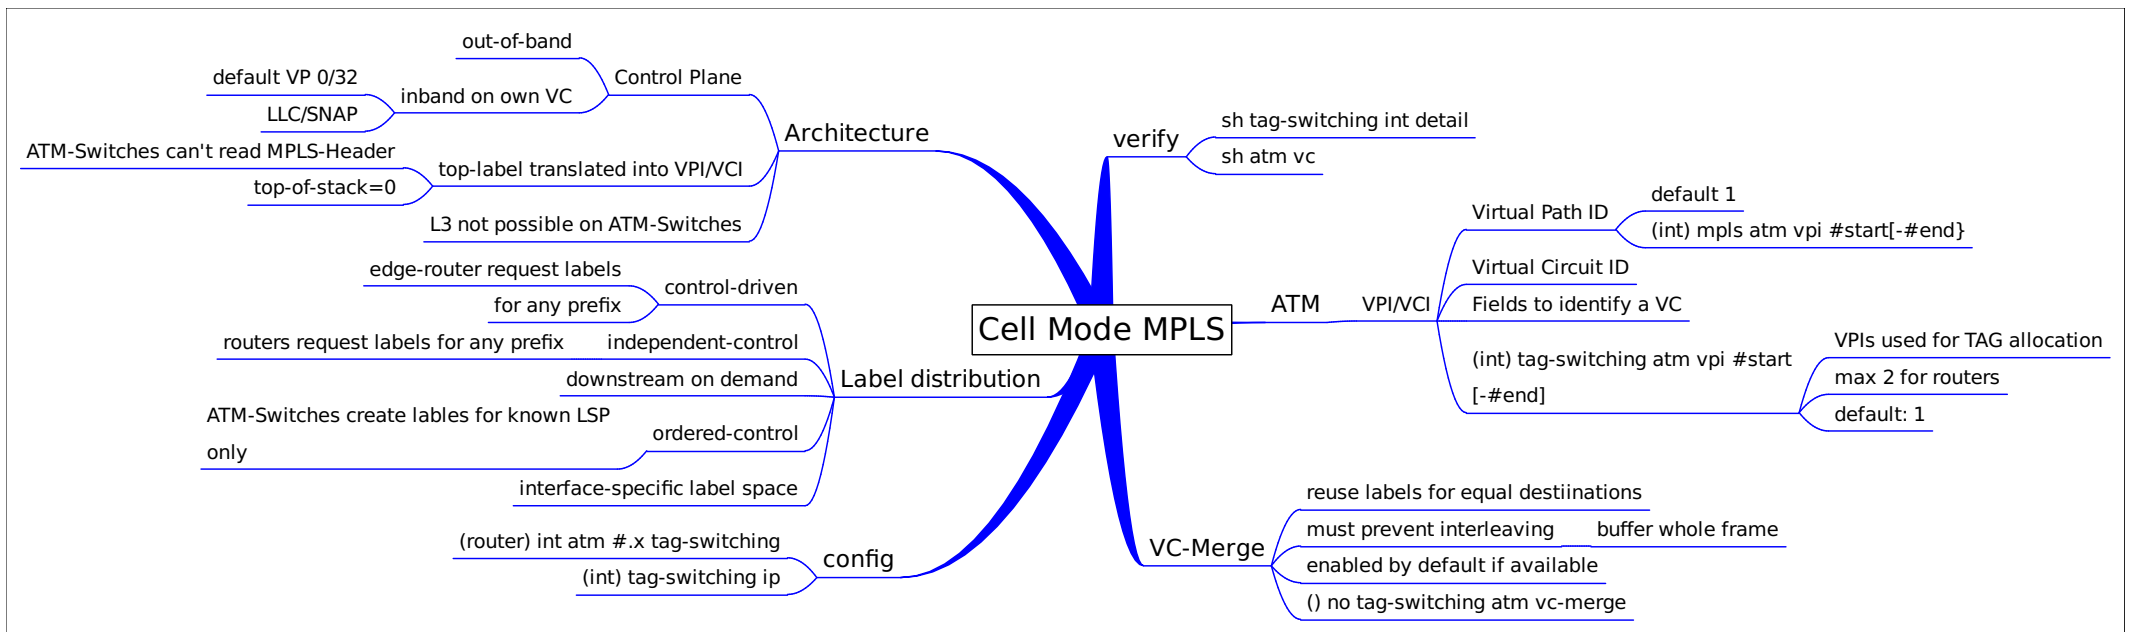 Cell Mode MPLS
Architecture
Control Plane
out-of-band
inband on own VC
default VP 0/32
LLC/SNAP
top-label translated into VPI/VCI
ATM-Switches can't read MPLS-Header
top-of-stack=0
L3 not possible on ATM-Switches
Label distribution
control-driven
edge-router request labels
for any prefix
independent-control
routers request labels for any prefix
downstream on demand
ordered-control
ATM-Switches create lables for known LSP
only
interface-specific label space
config
(router) int atm #.x tag-switching
(int) tag-switching ip
verify
sh tag-switching int detail
sh atm vc
ATM
VPI/VCI
Virtual Path ID
default 1
(int) mpls atm vpi #start[-#end}
Virtual Circuit ID
Fields to identify a VC
(int) tag-switching atm vpi #start
[-#end]
VPIs used for TAG allocation
max 2 for routers
default: 1
VC-Merge
reuse labels for equal destiinations
must prevent interleaving
buffer whole frame
enabled by default if available
() no tag-switching atm vc-merge